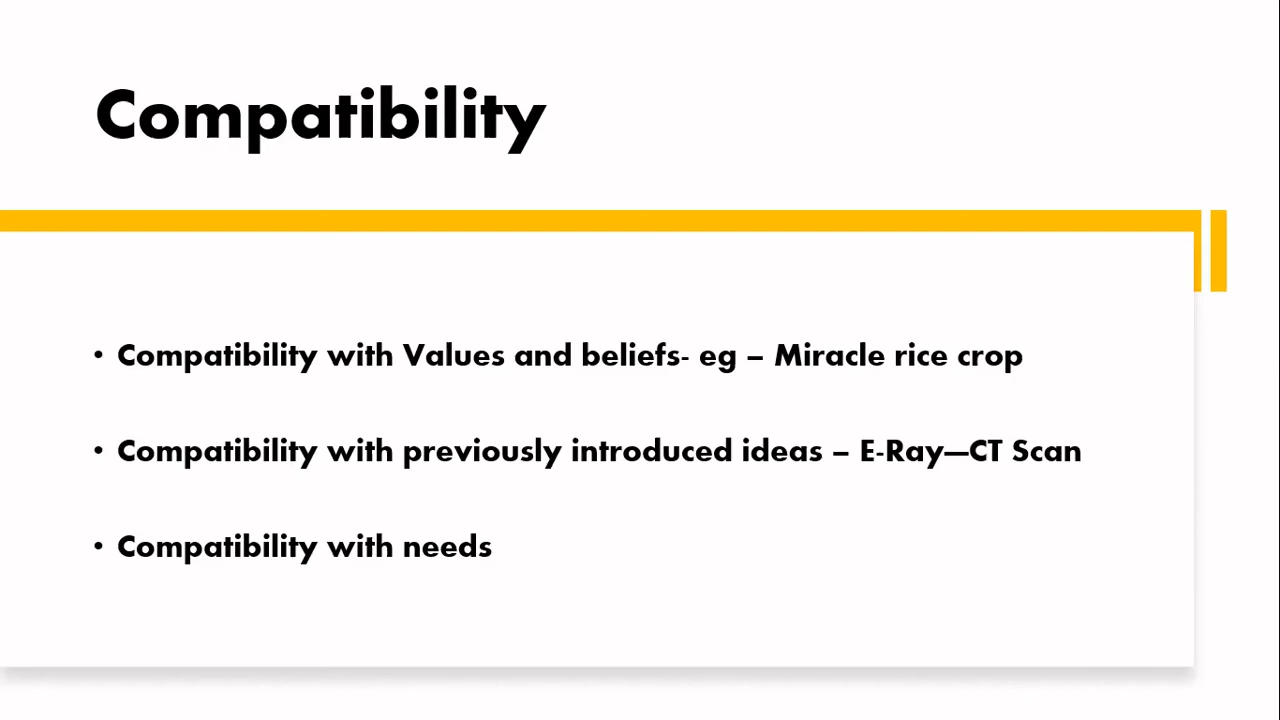 Compatibility
• Compatibility with Values and beliefs- eg – Miracle rice crop
• Compatibility with previously introduced ideas – E-Ray—CT Scan
• Compatibility with needs